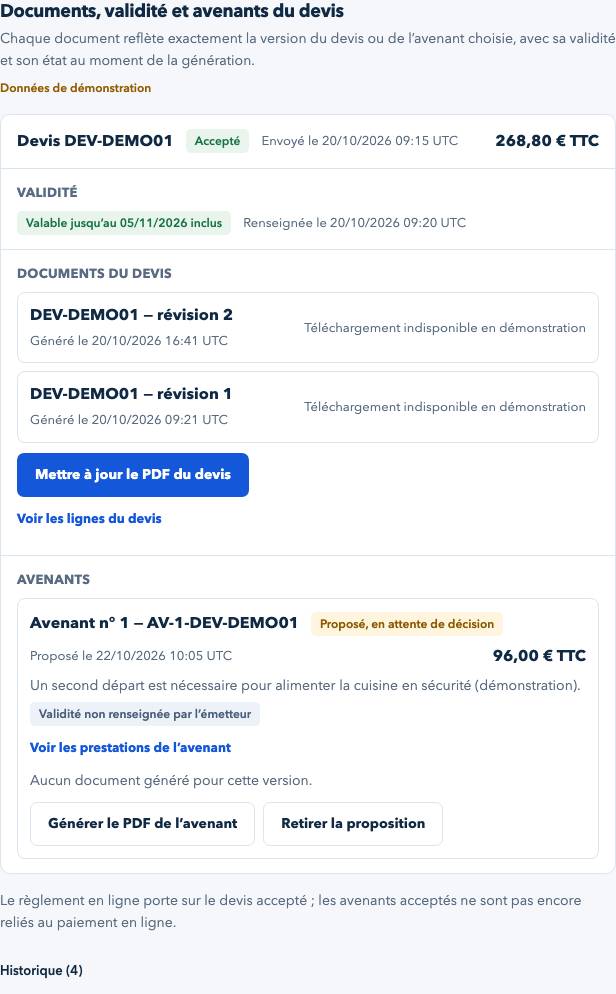 Documents, validité et avenants du devis
Chaque document reflète exactement la version du devis ou de l’avenant choisie, avec sa validité
et son état au moment de la génération.
Données de démonstration
Devis DEV-DEMO01 Accepté Envoyé le 20/10/2026 09:15 UTC 268,80 € TTC
VALIDITÉ
Valable jusqu’au 05/11/2026 inclus Renseignée le 20/10/2026 09:20 UTC
DOCUMENTS DU DEVIS
DEV-DEMO01 — révision 2
Généré le 20/10/2026 16:41 UTC
Téléchargement indisponible en démonstration
DEV-DEMO01 — révision 1
Généré le 20/10/2026 09:21 UTC
Téléchargement indisponible en démonstration
Mettre à jour le PDF du devis
Voir les lignes du devis
AVENANTS
Avenant n° 1 — AV-1-DEV-DEMO01 Proposé, en attente de décision
Proposé le 22/10/2026 10:05 UTC 96,00 € TTC
Un second départ est nécessaire pour alimenter la cuisine en sécurité (démonstration).
Validité non renseignée par l’émetteur
Voir les prestations de l’avenant
Aucun document généré pour cette version.
Générer le PDF de l’avenant Retirer la proposition
Le règlement en ligne porte sur le devis accepté ; les avenants acceptés ne sont pas encore
reliés au paiement en ligne.
Historique (4)